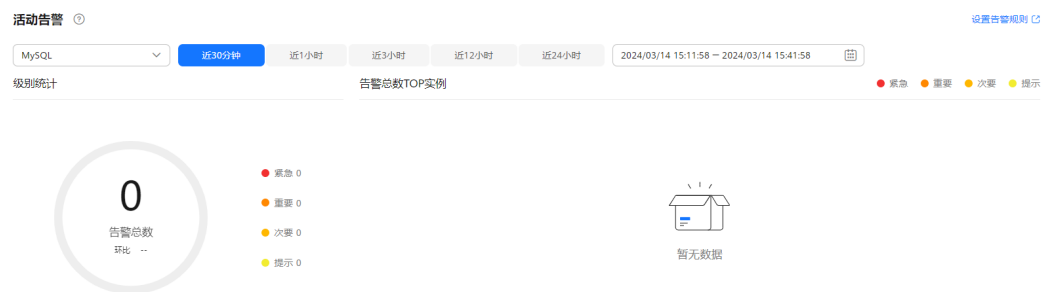 活动告警
设置告警规则
MySQL 近30分钟 近1小时 近3小时 近12小时 近24小时 2024/03/14 15:11:58 – 2024/03/14 15:41:58
级别统计 告警总数TOP实例 紧急 重要 次要 提示
0
告警总数
环比 --
紧急 0
重要 0
次要 0
提示 0
暂无数据